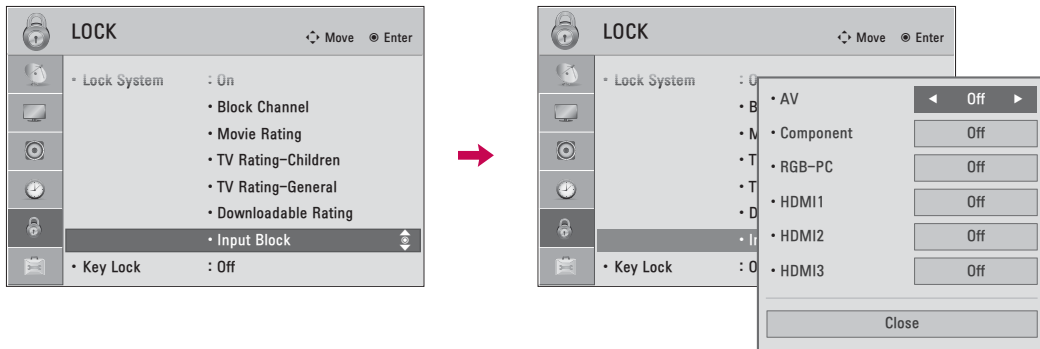 LOCK
Move Enter
Lock System : On
• Block Channel
• Movie Rating
• TV Rating-Children
• TV Rating-General
• Downloadable Rating
• Input Block
• Key Lock : Off
LOCK
Move Enter
Lock System
• Key Lock
• AV ◄ Off ►
• Component Off
• RGB-PC Off
• HDMI1 Off
• HDMI2 Off
• HDMI3 Off
Close